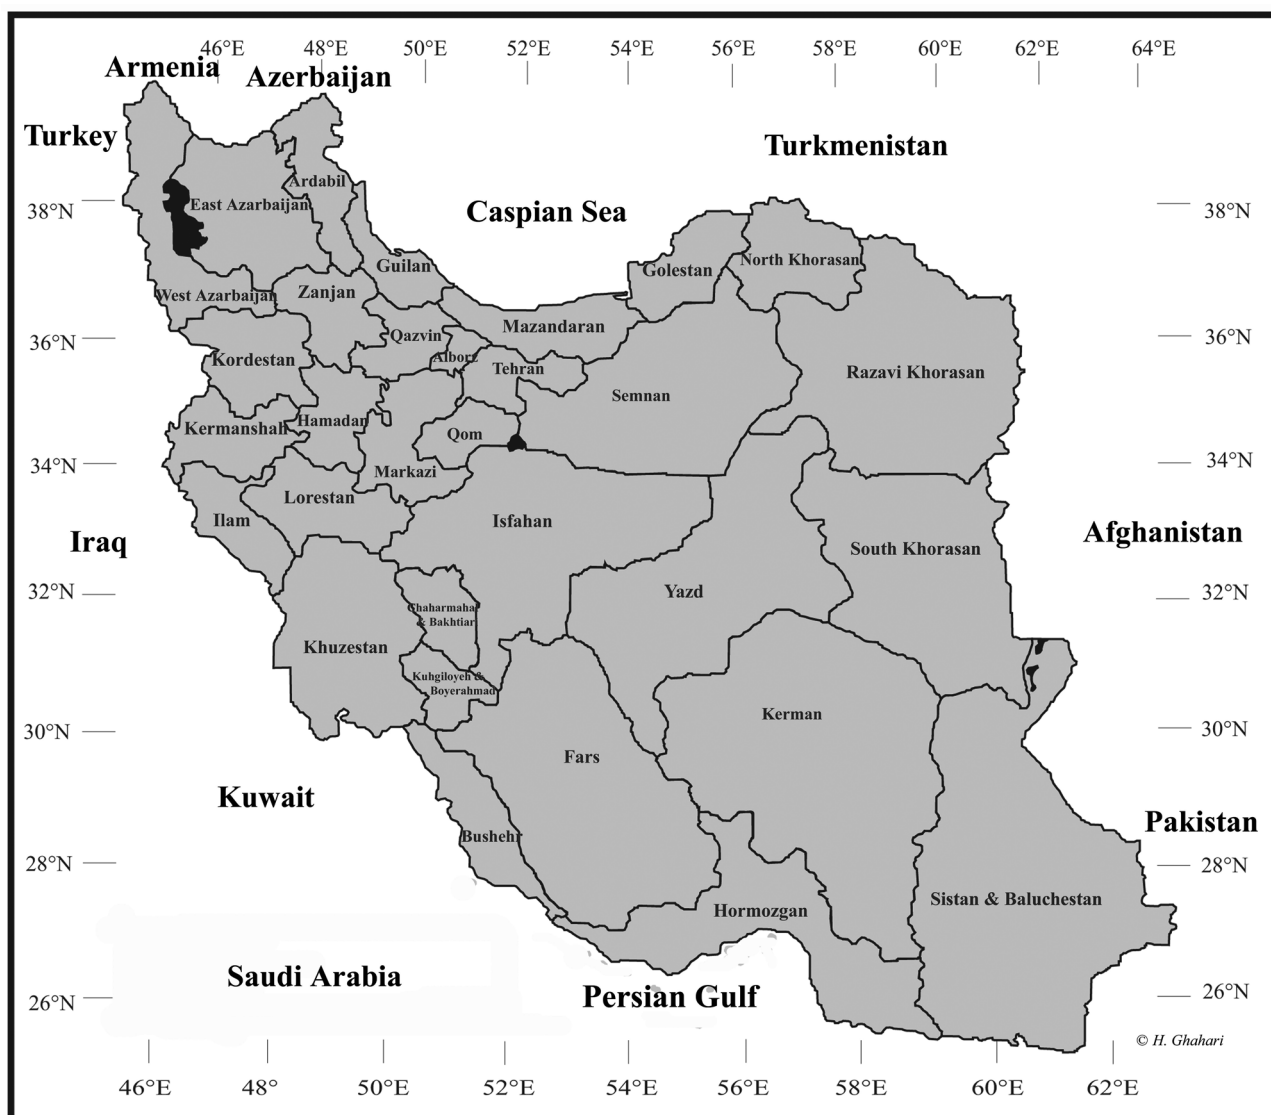 46°E 48°E 50°E 52°E 54°E 56°E 58°E 60°E 62°E 64°E
Armenia
Azerbaijan
Turkey
Turkmenistan
Ardabil
East Azarbaijan
38°N
Caspian Sea
38°N
Guilan
Golestan
North Khorasan
West Azarbaijan
Zanjan
Mazandaran
Qazvin
36°N
36°N
Kordestan
Alborz
Tehran
Razavi Khorasan
Semnan
Kermanshah
Hamadan
Qom
34°N
Markazi
34°N
Lorestan
Ilam
Isfahan
Iraq
Afghanistan
South Khorasan
32°N
Yazd
32°N
Chaharmahal
& Bakhtiari
Khuzestan
Kuhgiloyeh &
Boyerahmad
Kerman
30°N
30°N
Fars
Kuwait
Pakistan
Bushehr
28°N
28°N
Sistan & Baluchestan
Hormozgan
Saudi Arabia
Persian Gulf
26°N
26°N
© H. Ghahari
46°E 48° 50°E 52°E 54°E 56°E 58°E 60°E 62°E